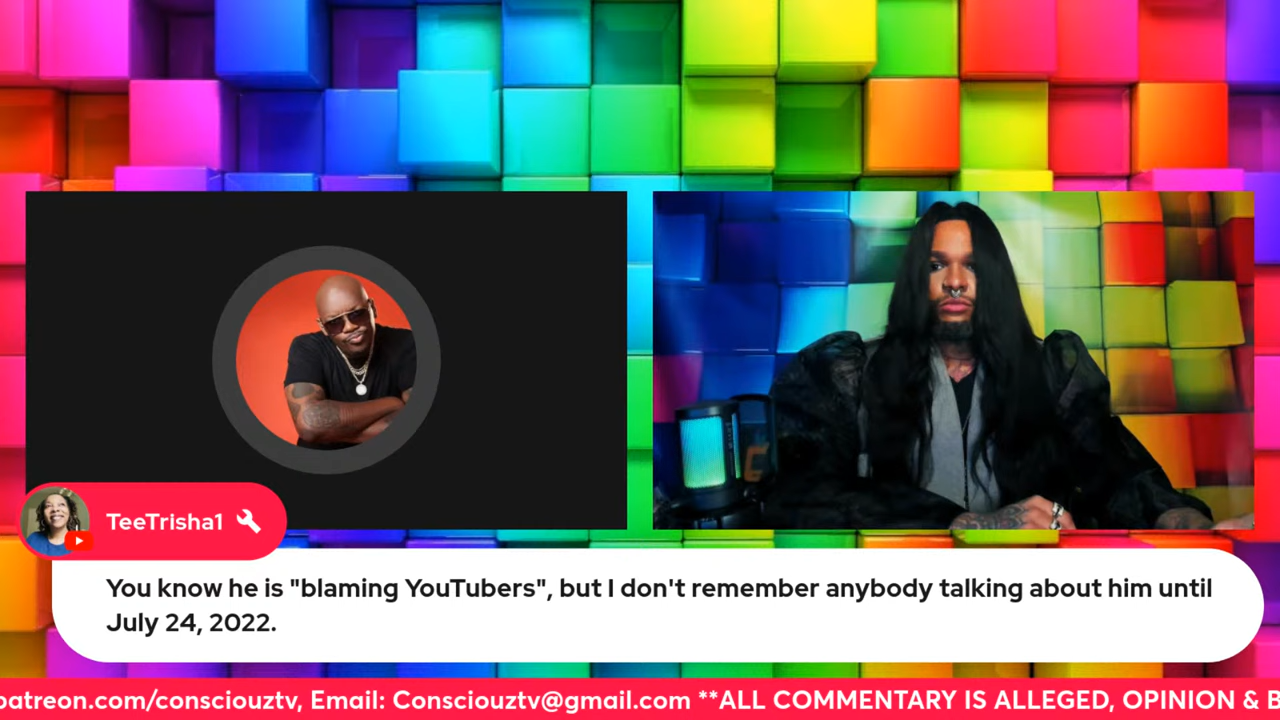 TeeTrisha1
You know he is "blaming YouTubers", but I don't remember anybody talking about him until
July 24, 2022.
patreon.com/consciouztv, Email: Consciouztv@gmail.com **ALL COMMENTARY IS ALLEGED, OPINION & B